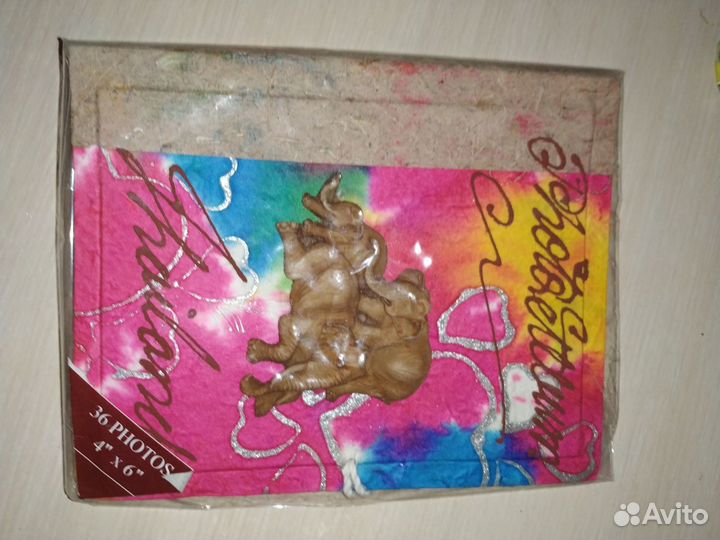 Photoalbum
Thailand
36 PHOTOS
4" x 6"
Avito